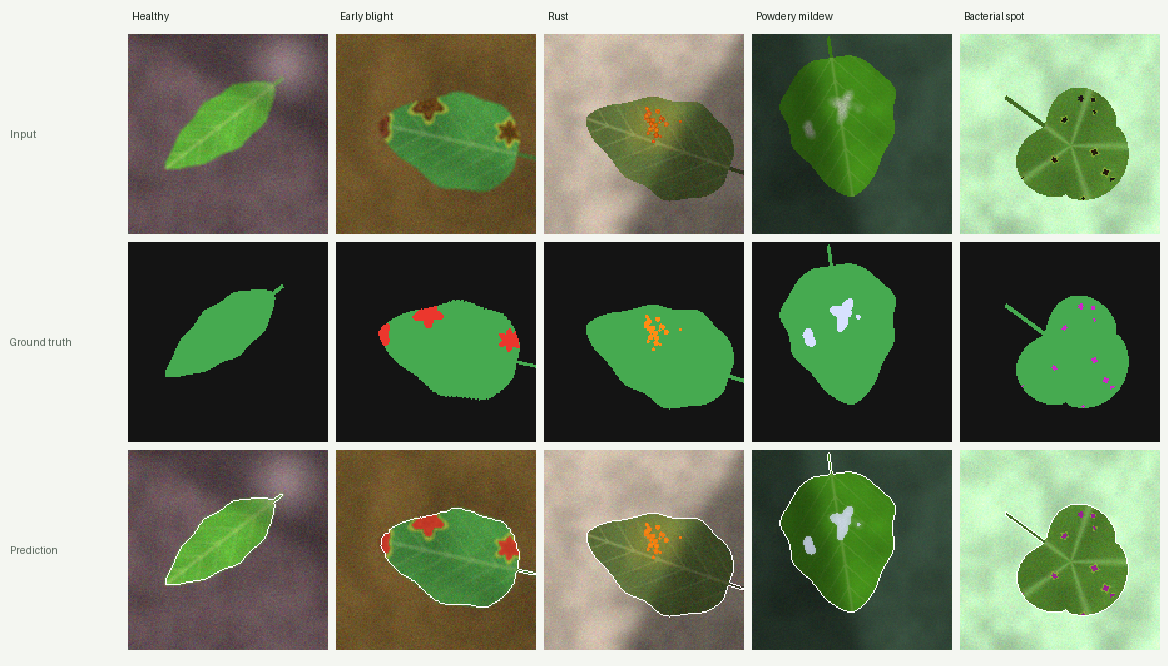 Healthy
Early blight
Rust
Powdery mildew
Bacterial spot
Input
Ground truth
Prediction